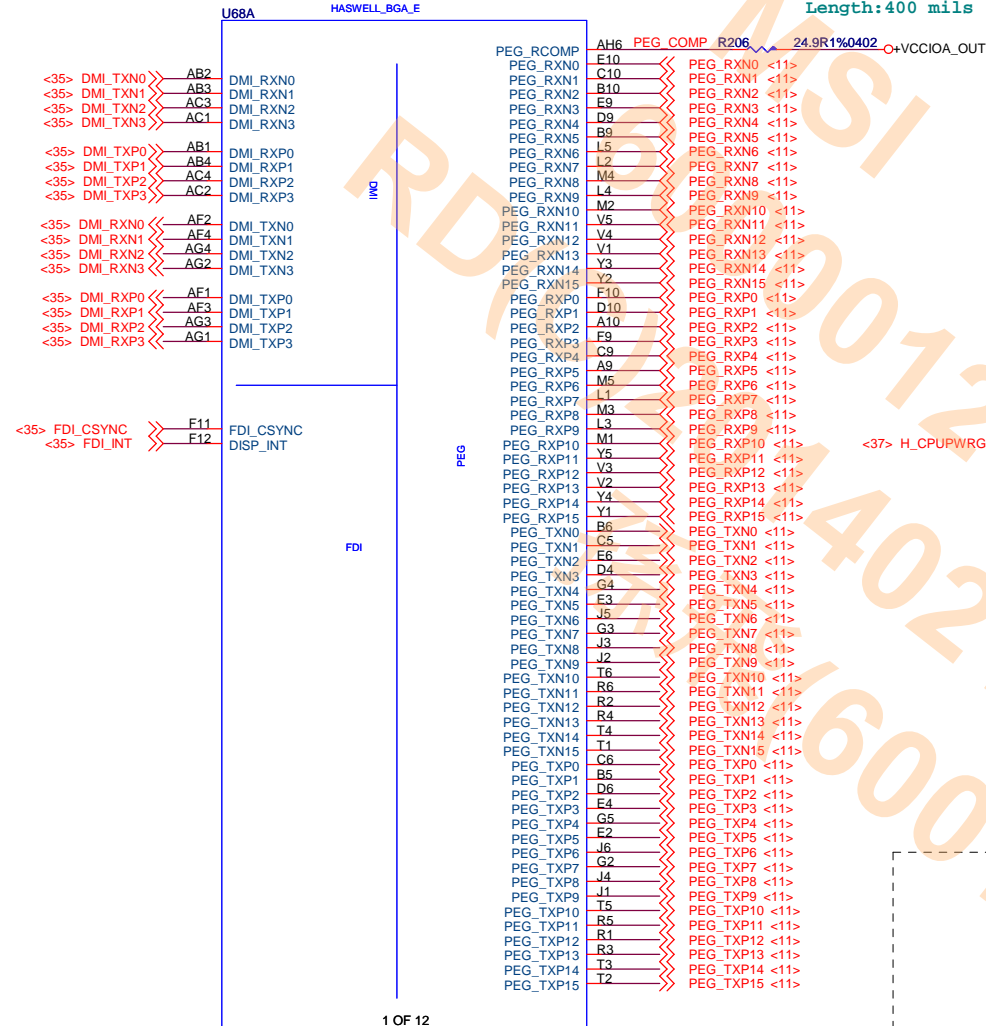 Length:400 mils
U68A
HASWELL_BGA_E
PEG_RCOMP AH6 PEG_COMP R206 24.9R1%0402 +VCCIOA_OUT
<35> DMI_TXN0 AB2 DMI_RXN0
<35> DMI_TXN1 AB3 DMI_RXN1
<35> DMI_TXN2 AC3 DMI_RXN2
<35> DMI_TXN3 AC1 DMI_RXN3
<35> DMI_TXP0 AB1 DMI_RXP0
<35> DMI_TXP1 AB4 DMI_RXP1
<35> DMI_TXP2 AC4 DMI_RXP2
<35> DMI_TXP3 AC2 DMI_RXP3
<35> DMI_RXN0 AF2 DMI_TXN0
<35> DMI_RXN1 AF4 DMI_TXN1
<35> DMI_RXN2 AG4 DMI_TXN2
<35> DMI_RXN3 AG2 DMI_TXN3
<35> DMI_RXP0 AF1 DMI_TXP0
<35> DMI_RXP1 AF3 DMI_TXP1
<35> DMI_RXP2 AG3 DMI_TXP2
<35> DMI_RXP3 AG1 DMI_TXP3
<35> FDI_CSYNC F11 FDI_CSYNC
<35> FDI_INT F12 DISP_INT
DMI
PEG
FDI
PEG_RXN0 E10 PEG_RXN0 <11>
PEG_RXN1 C10 PEG_RXN1 <11>
PEG_RXN2 B10 PEG_RXN2 <11>
PEG_RXN3 E9 PEG_RXN3 <11>
PEG_RXN4 D9 PEG_RXN4 <11>
PEG_RXN5 B9 PEG_RXN5 <11>
PEG_RXN6 L5 PEG_RXN6 <11>
PEG_RXN7 L2 PEG_RXN7 <11>
PEG_RXN8 M4 PEG_RXN8 <11>
PEG_RXN9 L4 PEG_RXN9 <11>
PEG_RXN10 M2 PEG_RXN10 <11>
PEG_RXN11 V5 PEG_RXN11 <11>
PEG_RXN12 V4 PEG_RXN12 <11>
PEG_RXN13 V1 PEG_RXN13 <11>
PEG_RXN14 Y3 PEG_RXN14 <11>
PEG_RXN15 Y2 PEG_RXN15 <11>
PEG_RXP0 F10 PEG_RXP0 <11>
PEG_RXP1 D10 PEG_RXP1 <11>
PEG_RXP2 A10 PEG_RXP2 <11>
PEG_RXP3 F9 PEG_RXP3 <11>
PEG_RXP4 C9 PEG_RXP4 <11>
PEG_RXP5 A9 PEG_RXP5 <11>
PEG_RXP6 M5 PEG_RXP6 <11>
PEG_RXP7 L1 PEG_RXP7 <11>
PEG_RXP8 M3 PEG_RXP8 <11>
PEG_RXP9 L3 PEG_RXP9 <11>
PEG_RXP10 M1 PEG_RXP10 <11>
PEG_RXP11 Y5 PEG_RXP11 <11>
PEG_RXP12 V3 PEG_RXP12 <11>
PEG_RXP13 V2 PEG_RXP13 <11>
PEG_RXP14 Y4 PEG_RXP14 <11>
PEG_RXP15 Y1 PEG_RXP15 <11>
PEG_TXN0 B6 PEG_TXN0 <11>
PEG_TXN1 C5 PEG_TXN1 <11>
PEG_TXN2 E6 PEG_TXN2 <11>
PEG_TXN3 D4 PEG_TXN3 <11>
PEG_TXN4 G4 PEG_TXN4 <11>
PEG_TXN5 E3 PEG_TXN5 <11>
PEG_TXN6 J5 PEG_TXN6 <11>
PEG_TXN7 G3 PEG_TXN7 <11>
PEG_TXN8 J3 PEG_TXN8 <11>
PEG_TXN9 J2 PEG_TXN9 <11>
PEG_TXN10 T6 PEG_TXN10 <11>
PEG_TXN11 R6 PEG_TXN11 <11>
PEG_TXN12 R2 PEG_TXN12 <11>
PEG_TXN13 R4 PEG_TXN13 <11>
PEG_TXN14 T4 PEG_TXN14 <11>
PEG_TXN15 T1 PEG_TXN15 <11>
PEG_TXP0 C6 PEG_TXP0 <11>
PEG_TXP1 B5 PEG_TXP1 <11>
PEG_TXP2 D6 PEG_TXP2 <11>
PEG_TXP3 E4 PEG_TXP3 <11>
PEG_TXP4 G5 PEG_TXP4 <11>
PEG_TXP5 E2 PEG_TXP5 <11>
PEG_TXP6 J6 PEG_TXP6 <11>
PEG_TXP7 G2 PEG_TXP7 <11>
PEG_TXP8 J4 PEG_TXP8 <11>
PEG_TXP9 J1 PEG_TXP9 <11>
PEG_TXP10 T5 PEG_TXP10 <11>
PEG_TXP11 R5 PEG_TXP11 <11>
PEG_TXP12 R1 PEG_TXP12 <11>
PEG_TXP13 R3 PEG_TXP13 <11>
PEG_TXP14 T3 PEG_TXP14 <11>
PEG_TXP15 T2 PEG_TXP15 <11>
<37> H_CPUPWRG
1 OF 12
MSI